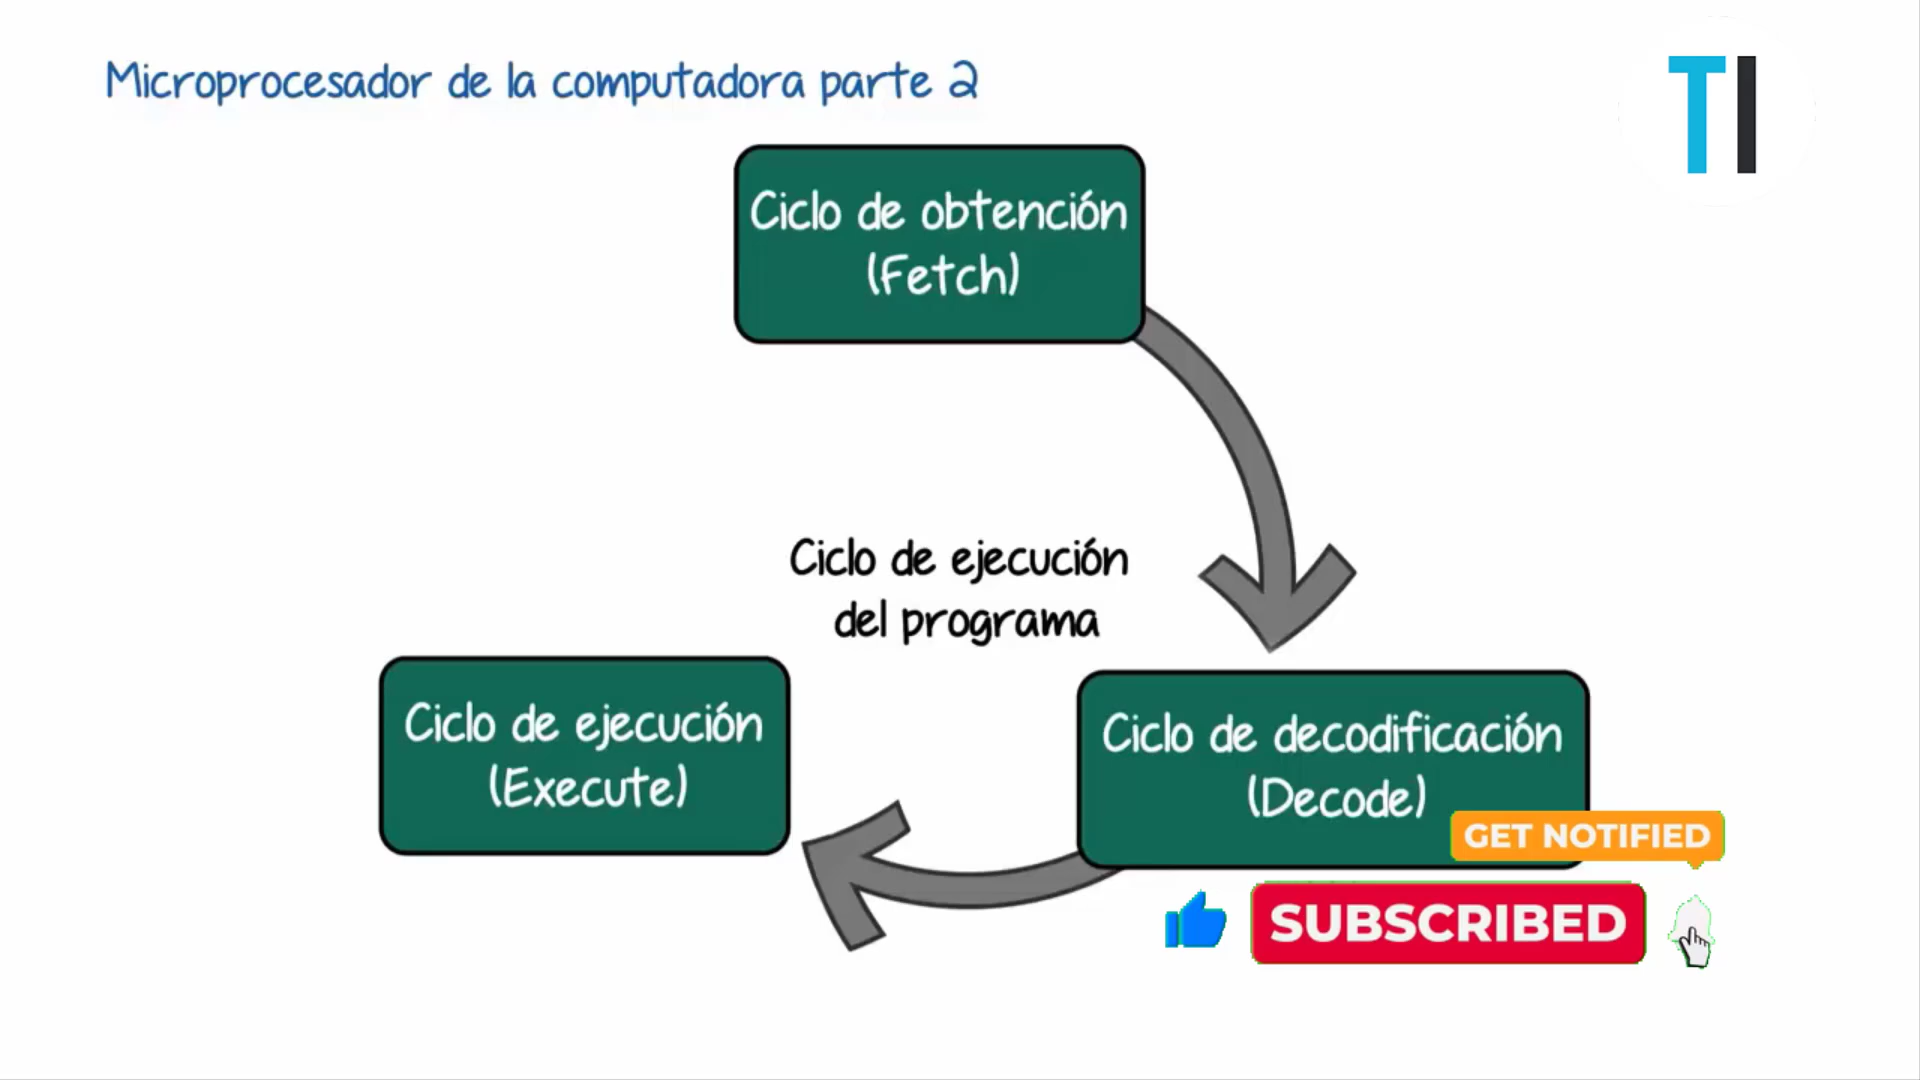 Microprocesador de la computadora parte 2
TI
Ciclo de obtención
(Fetch)
Ciclo de ejecución
del programa
Ciclo de ejecución
(Execute)
Ciclo de decodificación
(Decode)
GET NOTIFIED
SUBSCRIBED